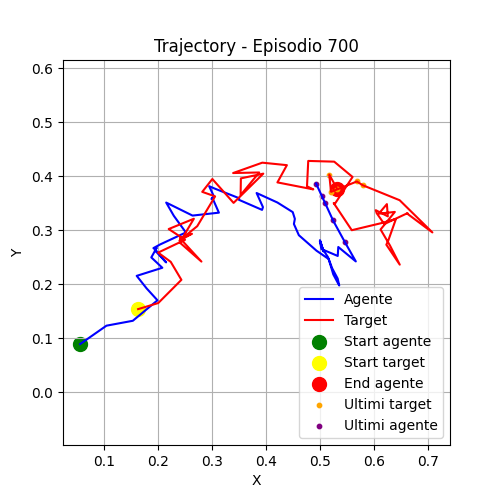 Trajectory - Episodio 700
0.6
0.5
0.4
0.3
0.2
0.1
0.0
Y
0.1 0.2 0.3 0.4 0.5 0.6 0.7
X
Agente
Target
Start agente
Start target
End agente
Ultimi target
Ultimi agente